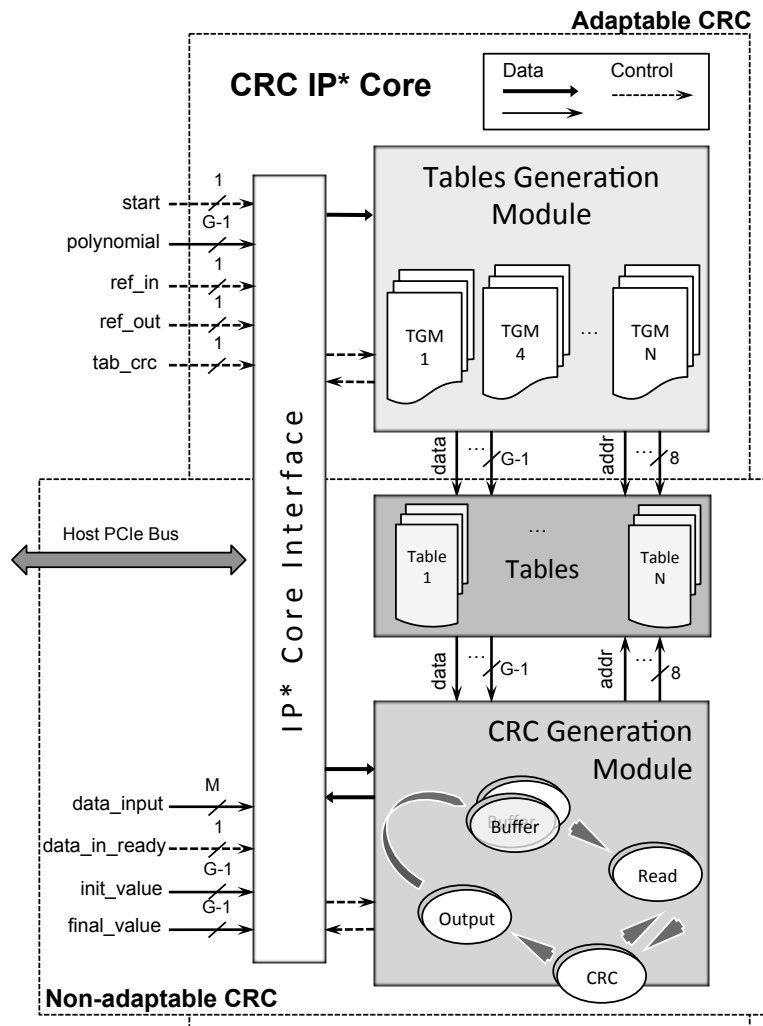 Adaptable CRC
CRC IP* Core
Data
Control
start
1
polynomial
G-1
ref_in
1
ref_out
1
tab_crc
1
IP* Core Interface
Tables Generation
Module
TGM
1
TGM
4
...
TGM
N
data
...
G-1
addr
...
8
Host PCIe Bus
Table
1
...
Tables
Table
N
data
...
G-1
addr
...
8
CRC Generation
Module
data_input
M
data_in_ready
1
init_value
G-1
final_value
G-1
Buffer
Buffer
Read
Output
CRC
Non-adaptable CRC